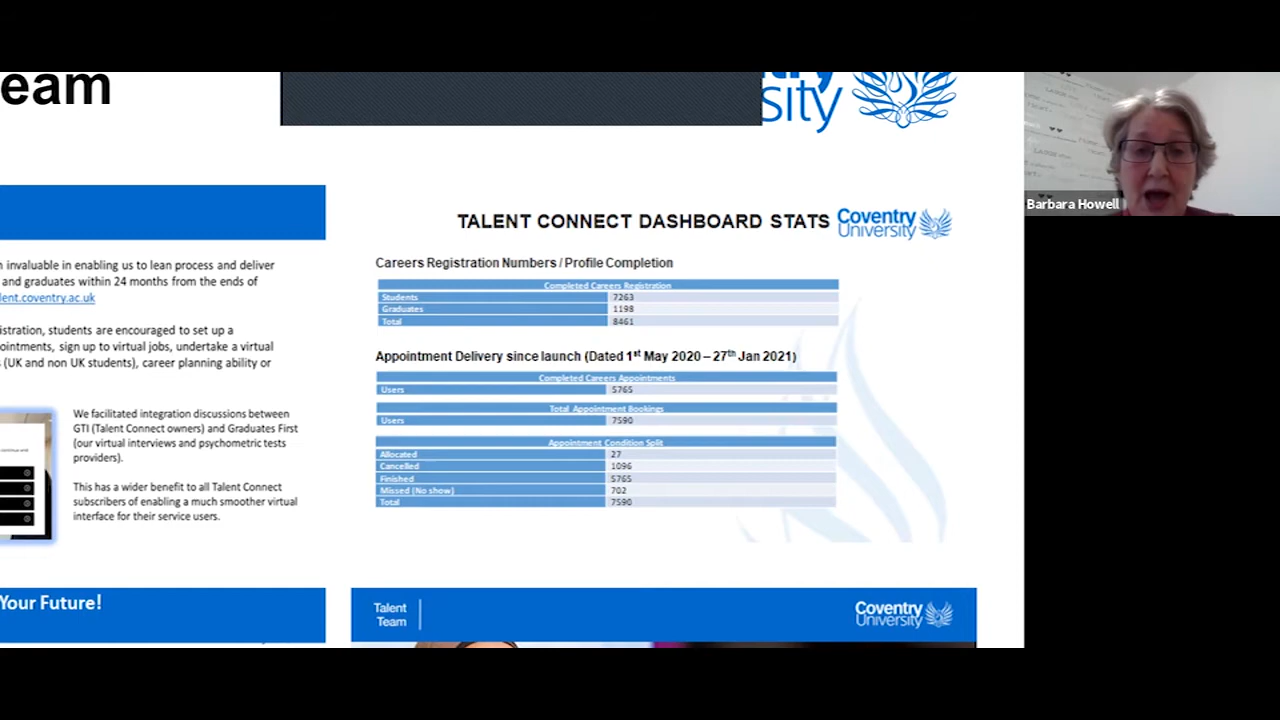 eam
sity
Barbara Howell
n invaluable in enabling us to lean process and deliver
and graduates within 24 months from the ends of
lent.coventry.ac.uk
istration, students are encouraged to set up a
ointments, sign up to virtual jobs, undertake a virtual
s (UK and non UK students), career planning ability or
We facilitated integration discussions between
GTI (Talent Connect owners) and Graduates First
(our virtual interviews and psychometric tests
providers).
This has a wider benefit to all Talent Connect
subscribers of enabling a much smoother virtual
interface for their service users.
Your Future!
TALENT CONNECT DASHBOARD STATS
Coventry
University
Careers Registration Numbers / Profile Completion
Completed Careers Registration
Students 7263
Graduates 1198
Total 8461
Appointment Delivery since launch (Dated 1st May 2020 – 27th Jan 2021)
Completed Careers Appointments
Users 5765
Total Appointment Bookings
Users 7590
Appointment Condition Split
Allocated 27
Cancelled 1096
Finished 5765
Missed (No show) 702
Total 7590
Talent
Team
Coventry
University